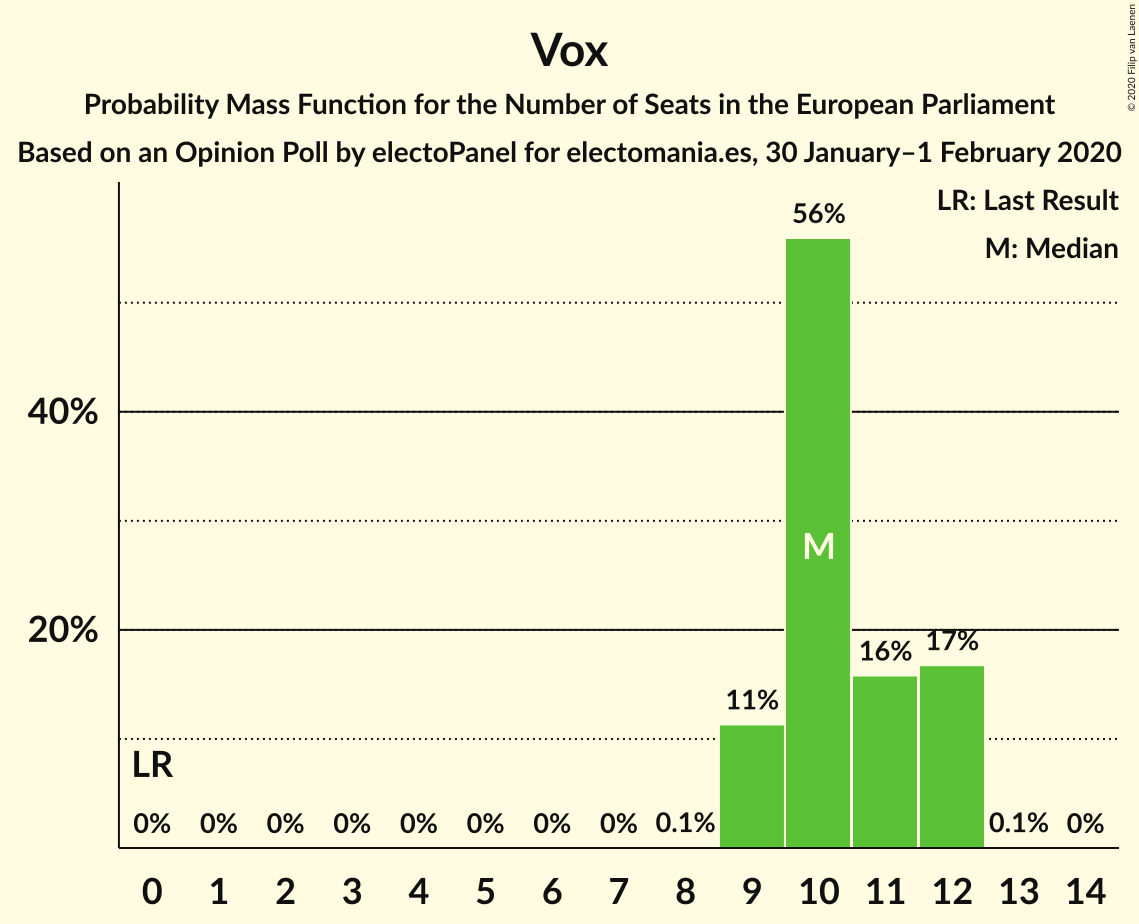 Vox
Probability Mass Function for the Number of Seats in the European Parliament
Based on an Opinion Poll by electoPanel for electomania.es, 30 January–1 February 2020
© 2020 Filip van Laenen
LR: Last Result
M: Median
56%
40%
M
20%
17%
16%
11%
LR
0% 0% 0% 0% 0% 0% 0% 0% 0.1% 0.1% 0%
0 1 2 3 4 5 6 7 8 9 10 11 12 13 14